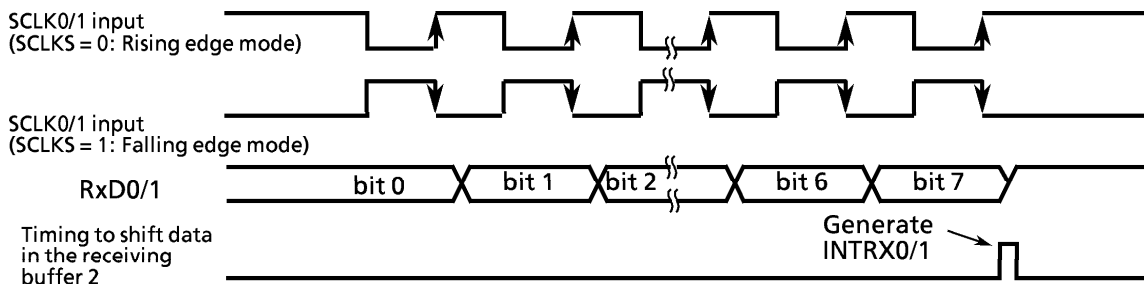 SCLK0/1 input
(SCLKS = 0: Rising edge mode)
SCLK0/1 input
(SCLKS = 1: Falling edge mode)
RxD0/1
bit 0
bit 1
bit 2
bit 6
bit 7
Timing to shift data
in the receiving
buffer 2
Generate
INTRX0/1